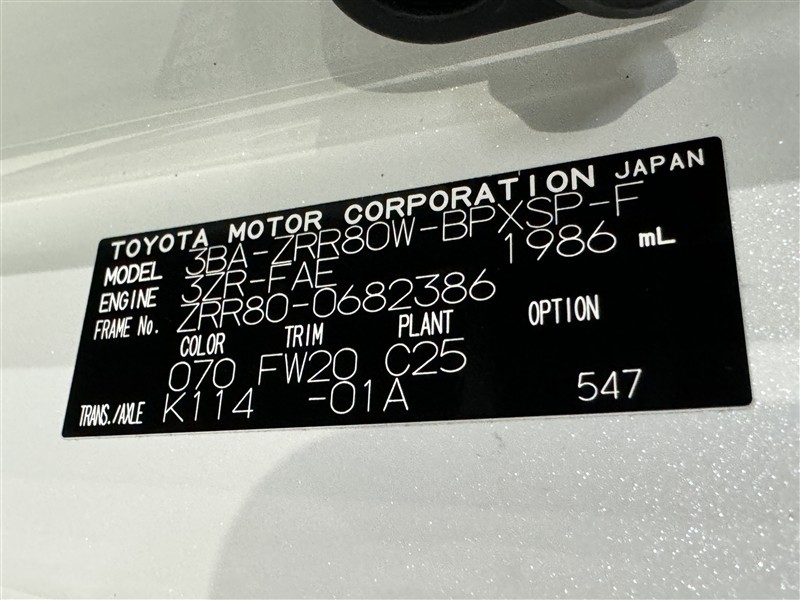 TOYOTA MOTOR CORPORATION JAPAN
MODEL 3BA-ZRR80W-BPXSP-F
ENGINE 3ZR-FAE 1986 mL
FRAME No. ZRR80-0682386
COLOR TRIM PLANT OPTION
070 FW20 C25
TRANS./AXLE K114 -01A 547